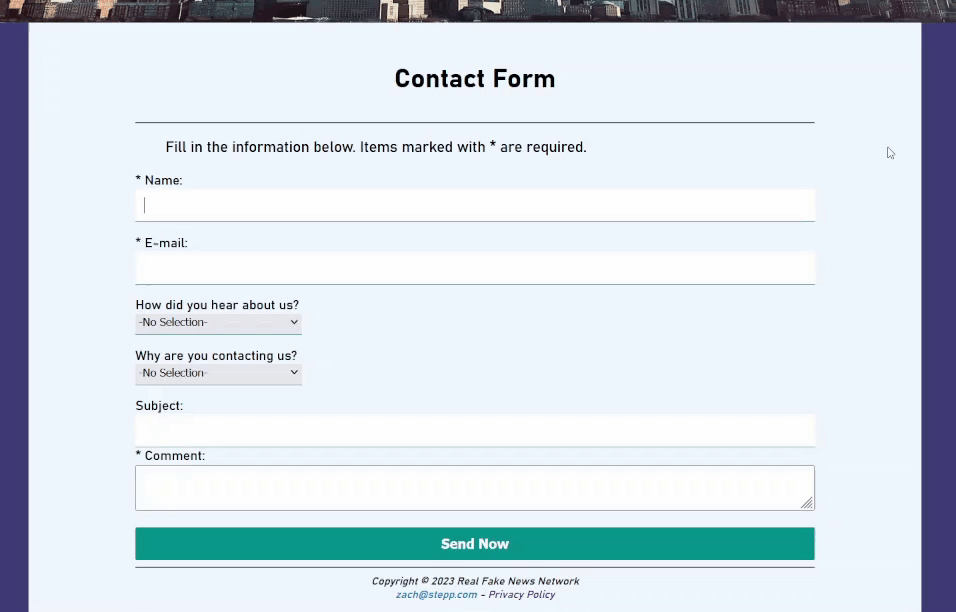 Contact Form
Fill in the information below. Items marked with * are required.
* Name:
* E-mail:
How did you hear about us?
-No Selection-
Why are you contacting us?
-No Selection-
Subject:
* Comment:
Send Now
Copyright © 2023 Real Fake News Network
zach@stepp.com - Privacy Policy